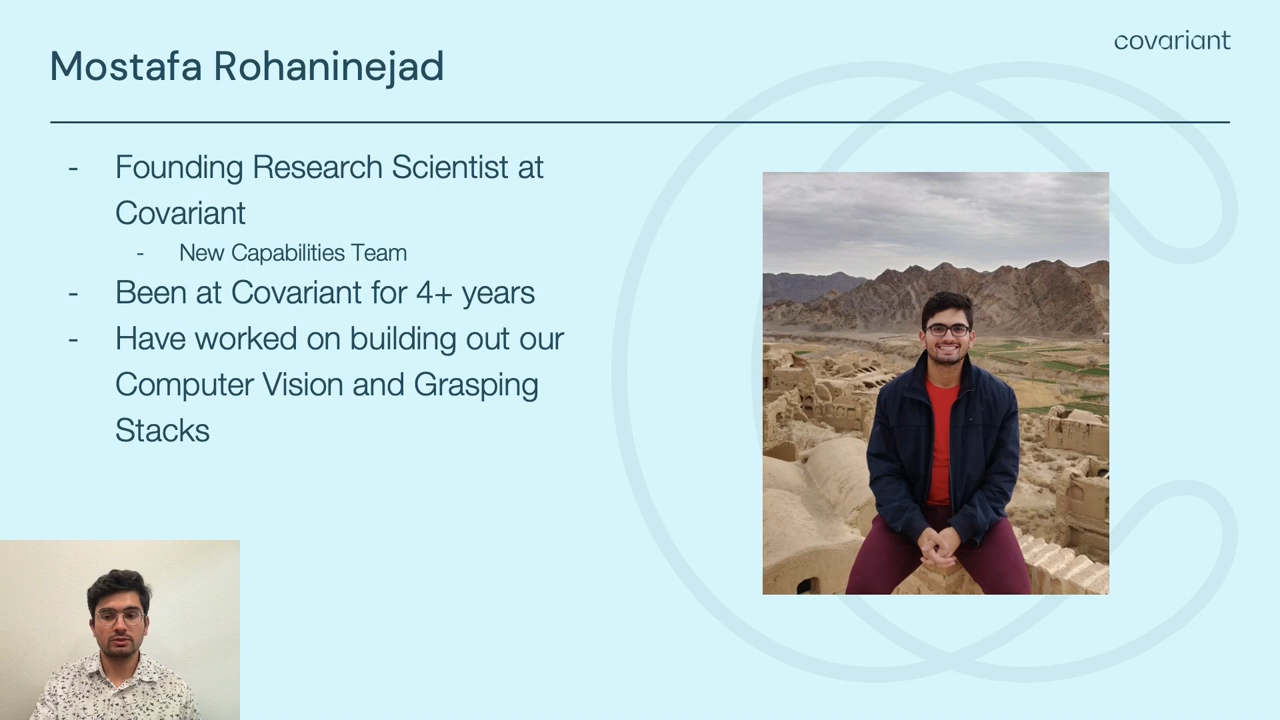 covariant
Mostafa Rohaninejad
- Founding Research Scientist at
Covariant
- New Capabilities Team
- Been at Covariant for 4+ years
- Have worked on building out our
Computer Vision and Grasping
Stacks